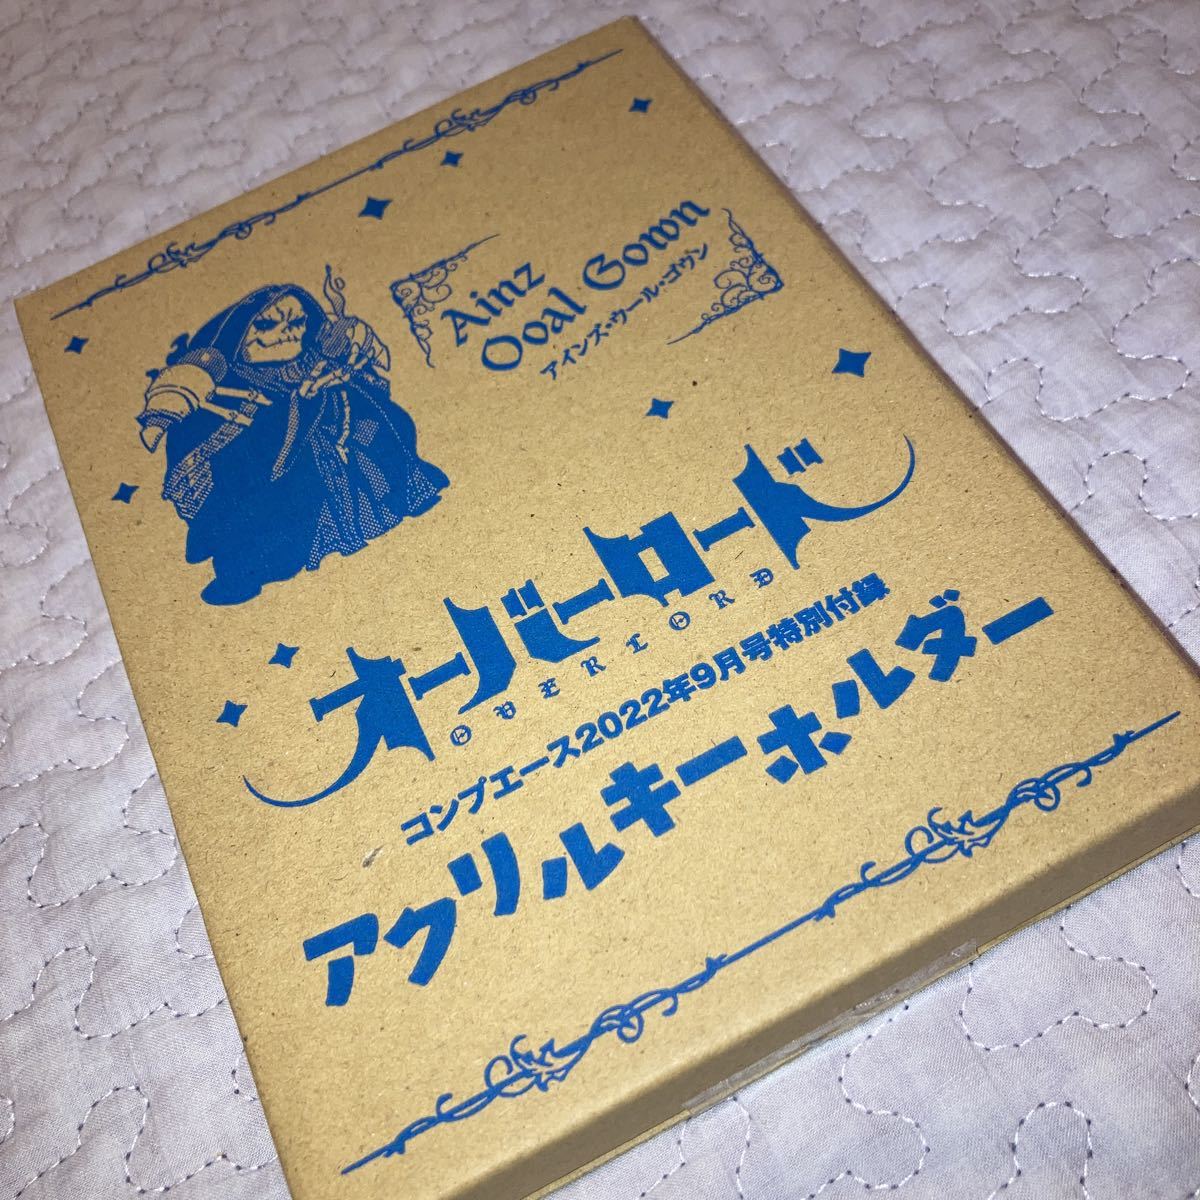 Ainz
Ooal Gown
アインズ・ウール・ゴウン
オーバーロード
OVERLORD
コンプエース2022年9月号特別付録
アクリルキーホルダー